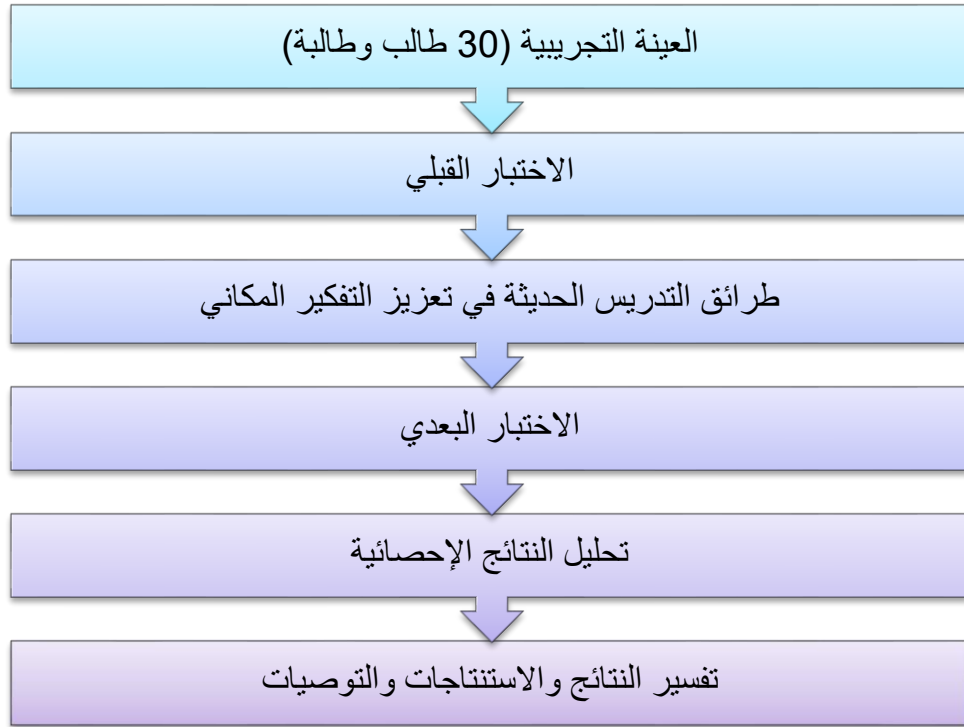 العينة التجريبية (30 طالب وطالبة)
الاختبار القبلي
طرائق التدريس الحديثة في تعزيز التفكير المكاني
الاختبار البعدي
تحليل النتائج الإحصائية
تفسير النتائج والاستنتاجات والتوصيات